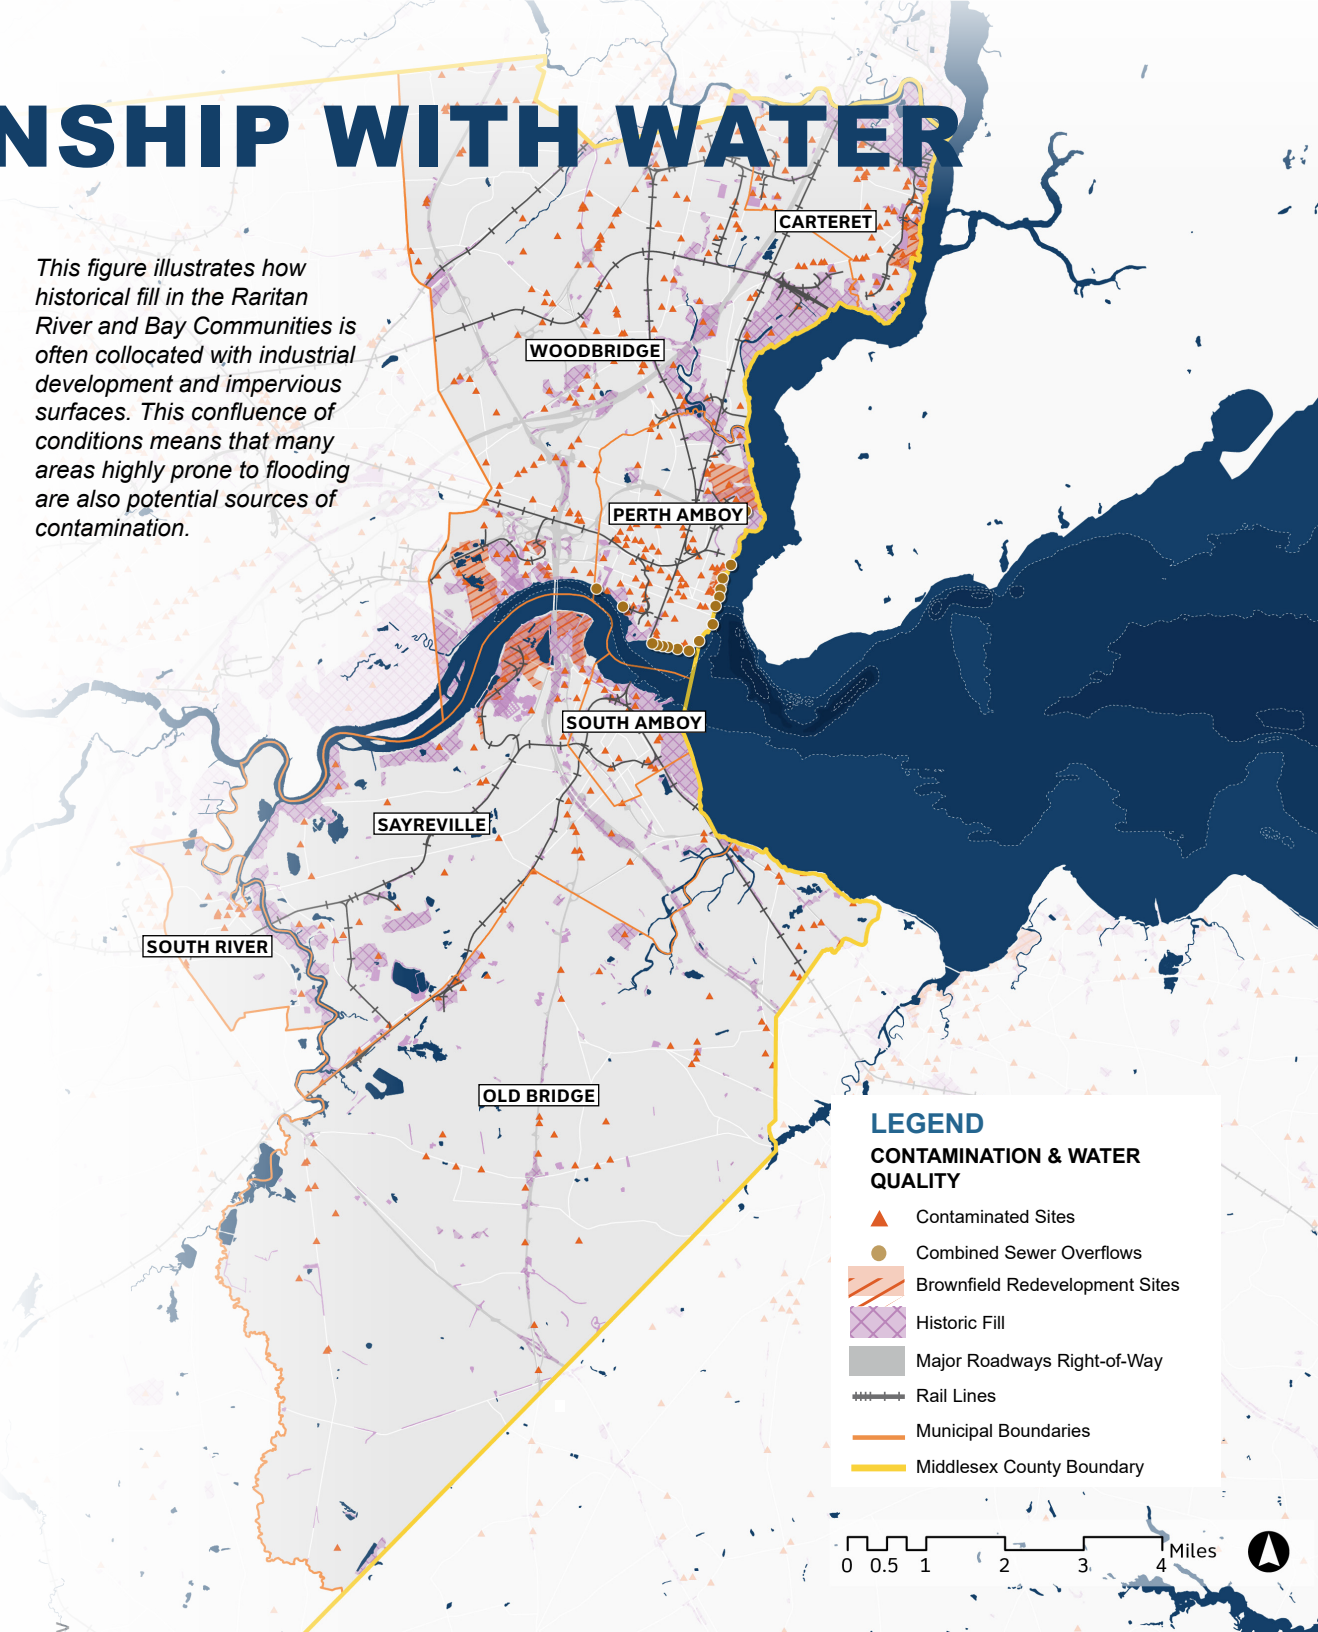 NSHIP WITH WATER
This figure illustrates how
historical fill in the Raritan
River and Bay Communities is
often collocated with industrial
development and impervious
surfaces. This confluence of
conditions means that many
areas highly prone to flooding
are also potential sources of
contamination.
CARTERET
WOODBRIDGE
PERTH AMBOY
SOUTH AMBOY
SAYREVILLE
SOUTH RIVER
OLD BRIDGE
LEGEND
CONTAMINATION & WATER
QUALITY
Contaminated Sites
Combined Sewer Overflows
Brownfield Redevelopment Sites
Historic Fill
Major Roadways Right-of-Way
Rail Lines
Municipal Boundaries
Middlesex County Boundary
0 0.5 1 2 3 4 Miles